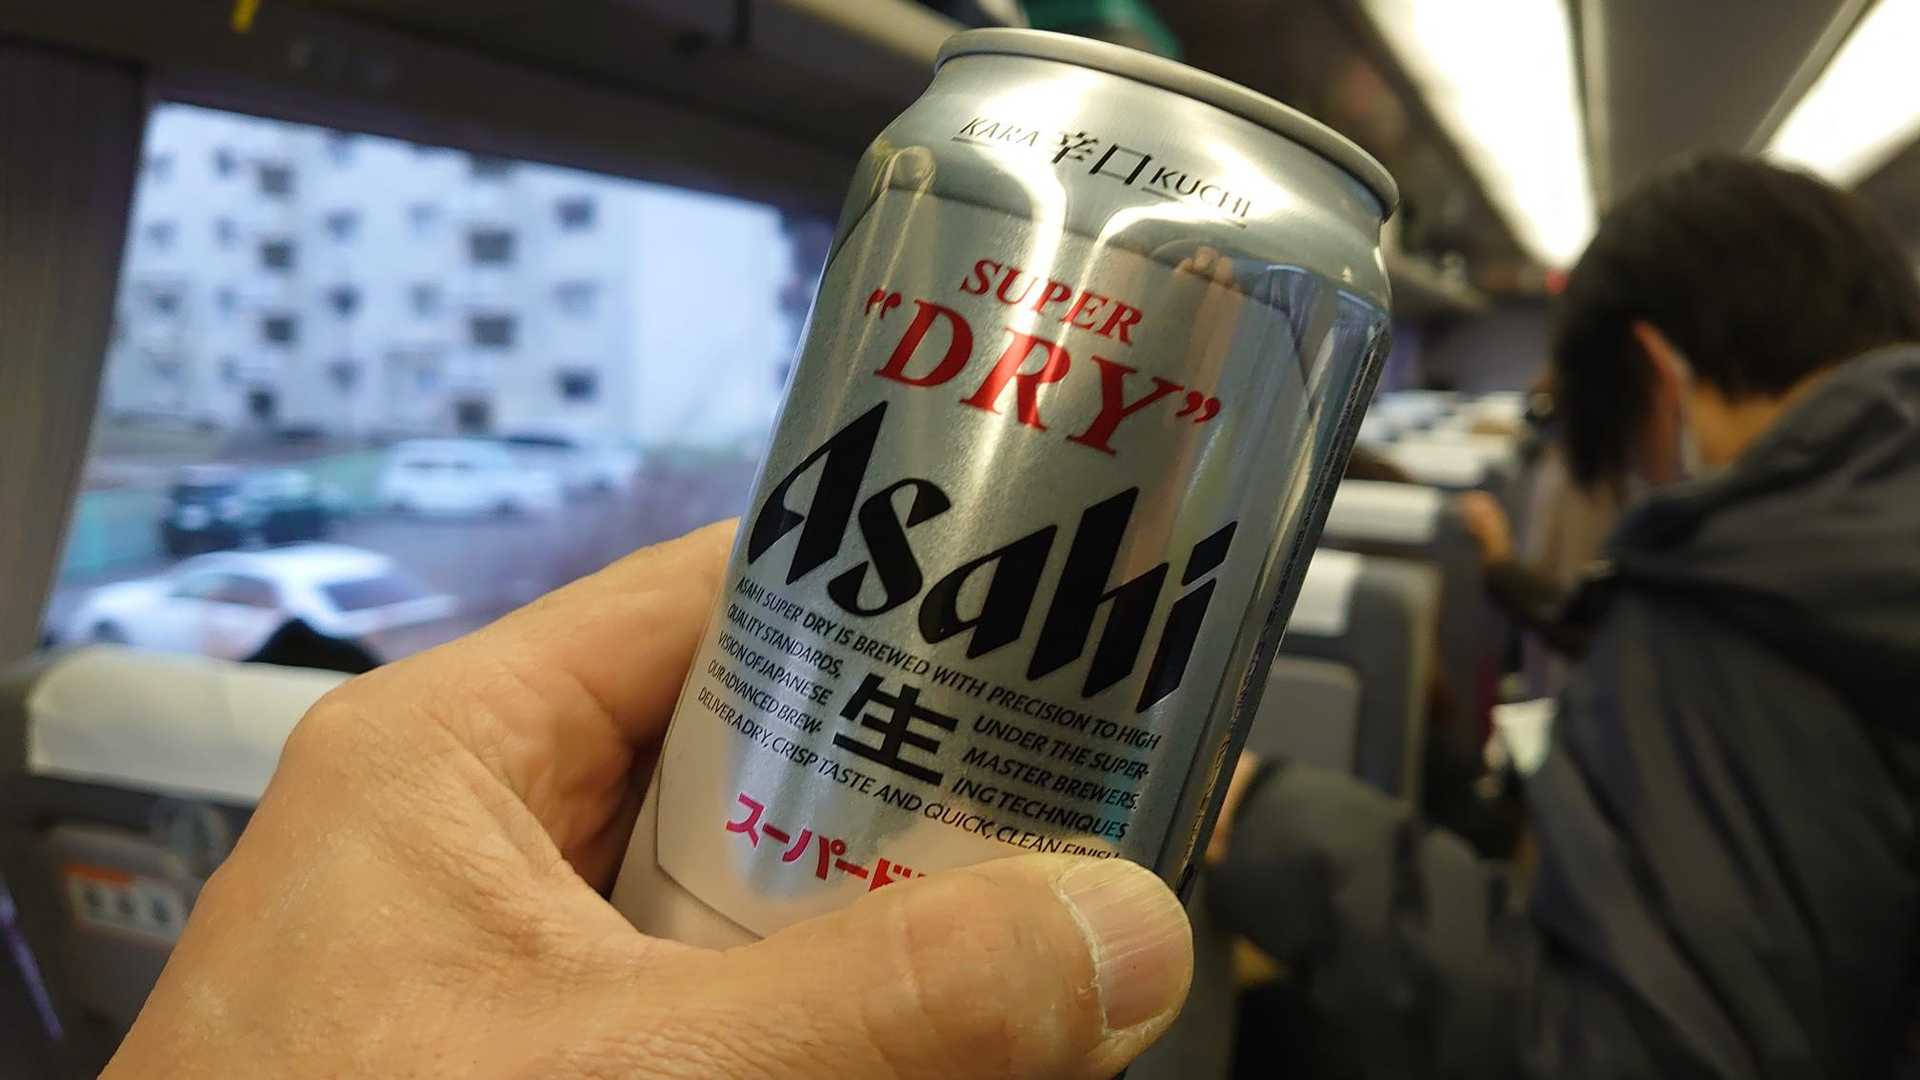 KARA 辛口 KUCHI
SUPER
“DRY”
Asahi
ASAHI SUPER DRY IS BREWED WITH PRECISION TO HIGH
QUALITY STANDARDS, UNDER THE SUPER-
VISION OF JAPANESE MASTER BREWERS.
OUR ADVANCED BREW- ING TECHNIQUES
DELIVER A DRY, CRISP TASTE AND QUICK, CLEAN FINISH
生
スーパード